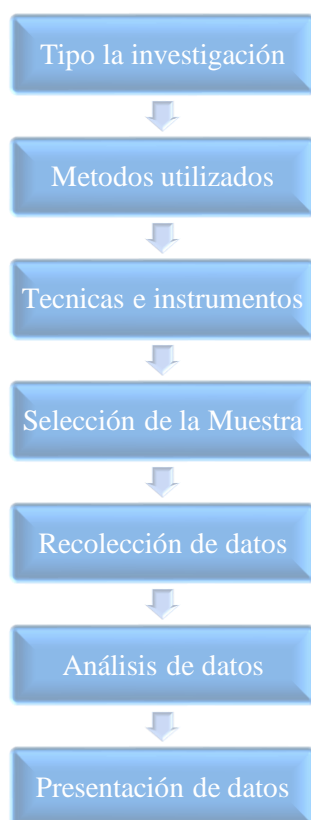 Tipo la investigación
Metodos utilizados
Tecnicas e instrumentos
Selección de la Muestra
Recolección de datos
Análisis de datos
Presentación de datos